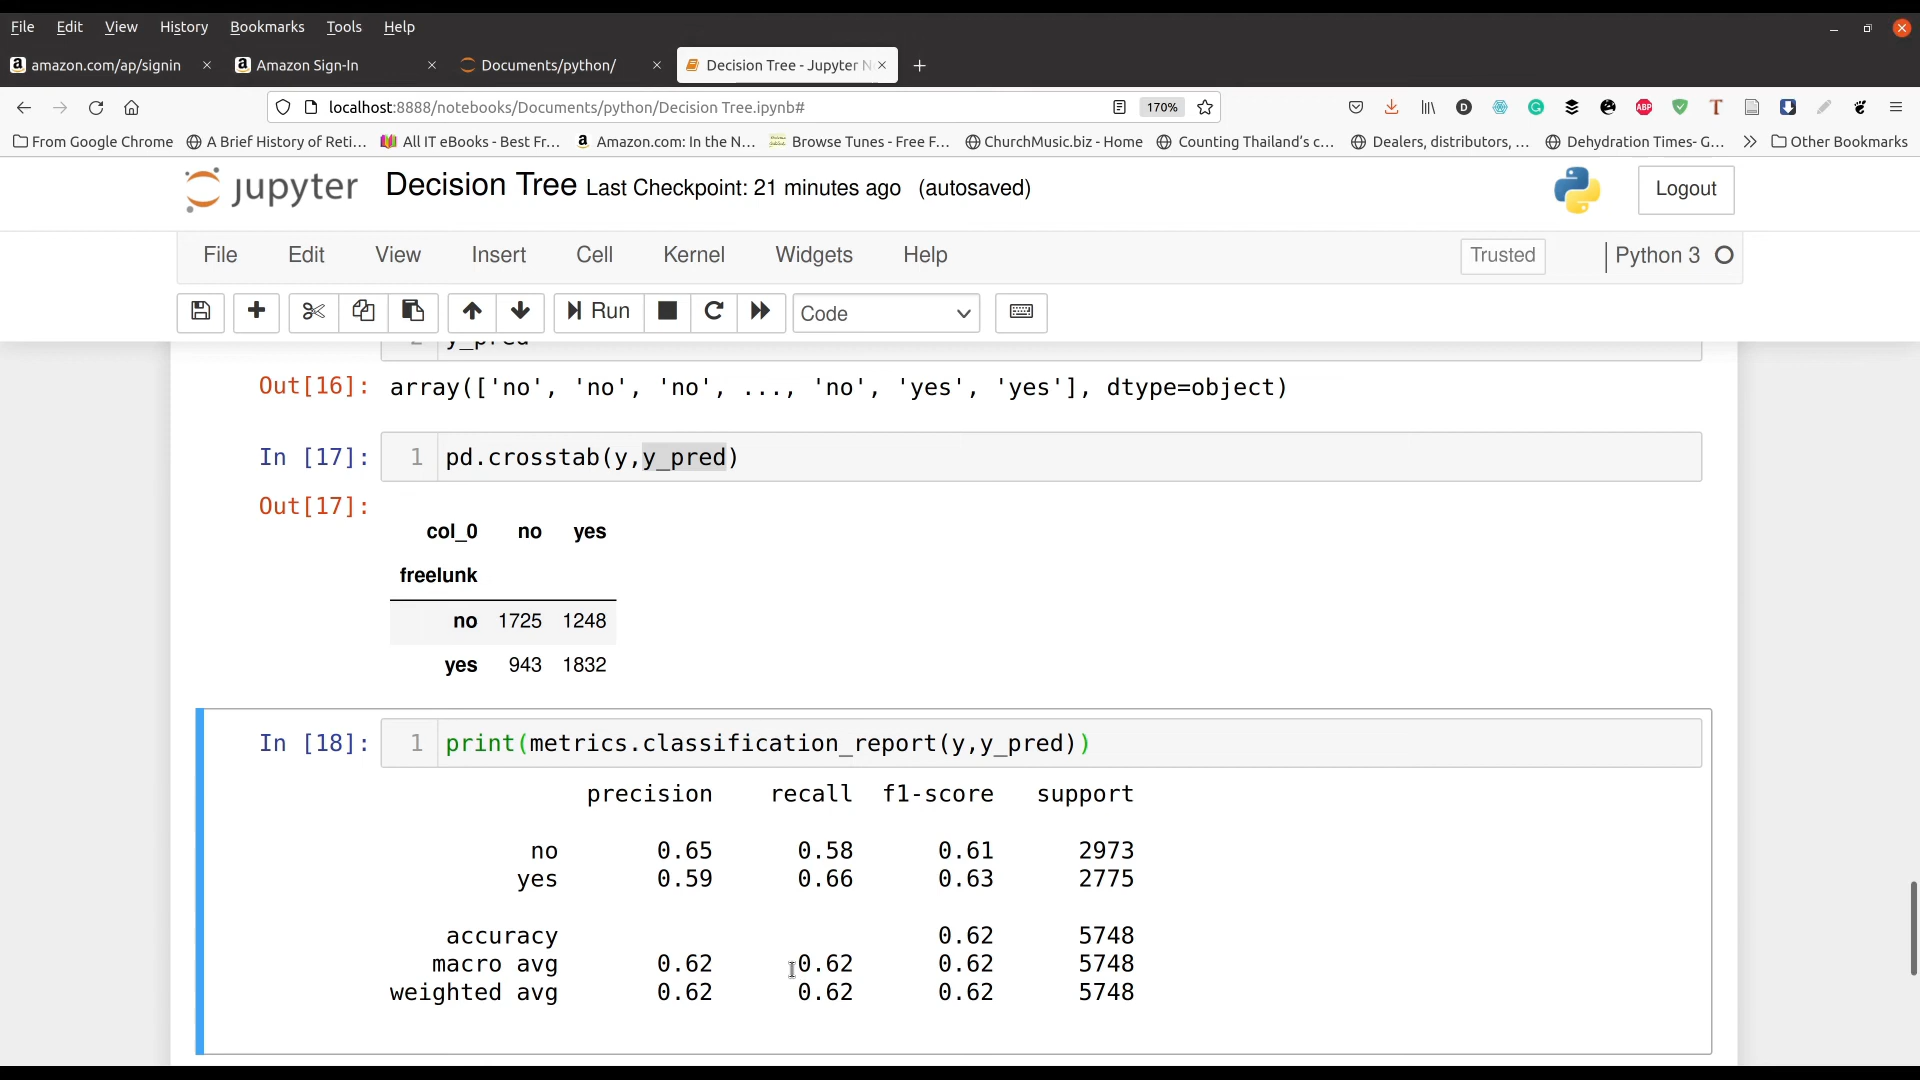 File Edit View History Bookmarks Tools Help
amazon.com/ap/signin Amazon Sign-In Documents/python/ Decision Tree - Jupyter N
localhost:8888/notebooks/Documents/python/Decision Tree.ipynb# 170%
From Google Chrome A Brief History of Reti... All IT eBooks - Best Fr... Amazon.com: In the N... Browse Tunes - Free F... ChurchMusic.biz - Home Counting Thailand's c... Dealers, distributors, ... Dehydration Times- G... Other Bookmarks
jupyter Decision Tree Last Checkpoint: 21 minutes ago (autosaved) Logout
File Edit View Insert Cell Kernel Widgets Help Trusted Python 3
Run Code
2 y_pred
Out[16]: array(['no', 'no', 'no', ..., 'no', 'yes', 'yes'], dtype=object)
In [17]: 1 pd.crosstab(y,y_pred)
Out[17]:
col_0 no yes
freelunk
no 1725 1248
yes 943 1832
In [18]: 1 print(metrics.classification_report(y,y_pred))
precision recall f1-score support
no 0.65 0.58 0.61 2973
yes 0.59 0.66 0.63 2775
accuracy 0.62 5748
macro avg 0.62 0.62 0.62 5748
weighted avg 0.62 0.62 0.62 5748